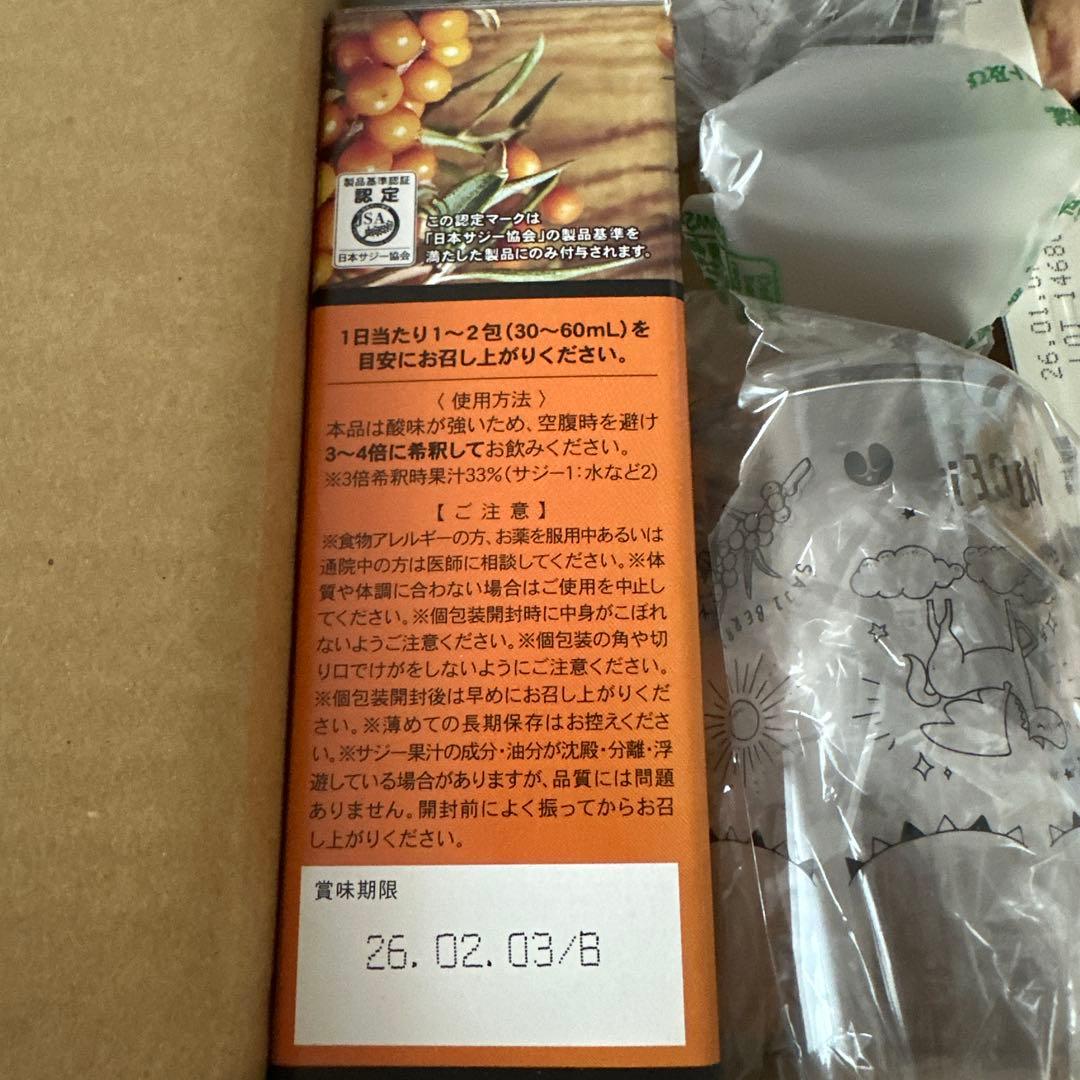 製品基準認証
認定
JSA
日本サジー協会
この認定マークは
「日本サジー協会」の製品基準を
満たした製品にのみ付与されます。
1日当たり1〜2包(30〜60mL)を
目安にお召し上がりください。
〈使用方法〉
本品は酸味が強いため、空腹時を避け
3〜4倍に希釈してお飲みください。
※3倍希釈時果汁33%(サジー1:水など2)
【ご注意】
※食物アレルギーの方、お薬を服用中あるいは
通院中の方は医師に相談してください。※体
質や体調に合わない場合はご使用を中止し
てください。※個包装開封時に中身がこぼれ
ないようご注意ください。※個包装の角や切
り口でけがをしないようにご注意ください。
※個包装開封後は早めにお召し上がりくだ
さい。※薄めての長期保存はお控えくださ
い。※サジー果汁の成分・油分が沈殿・分離・浮
遊している場合がありますが、品質には問題
ありません。開封前によく振ってからお召
し上がりください。
賞味期限
26.02.03/B
ト及び
26.01.0
LOT 1468
SAJI BER